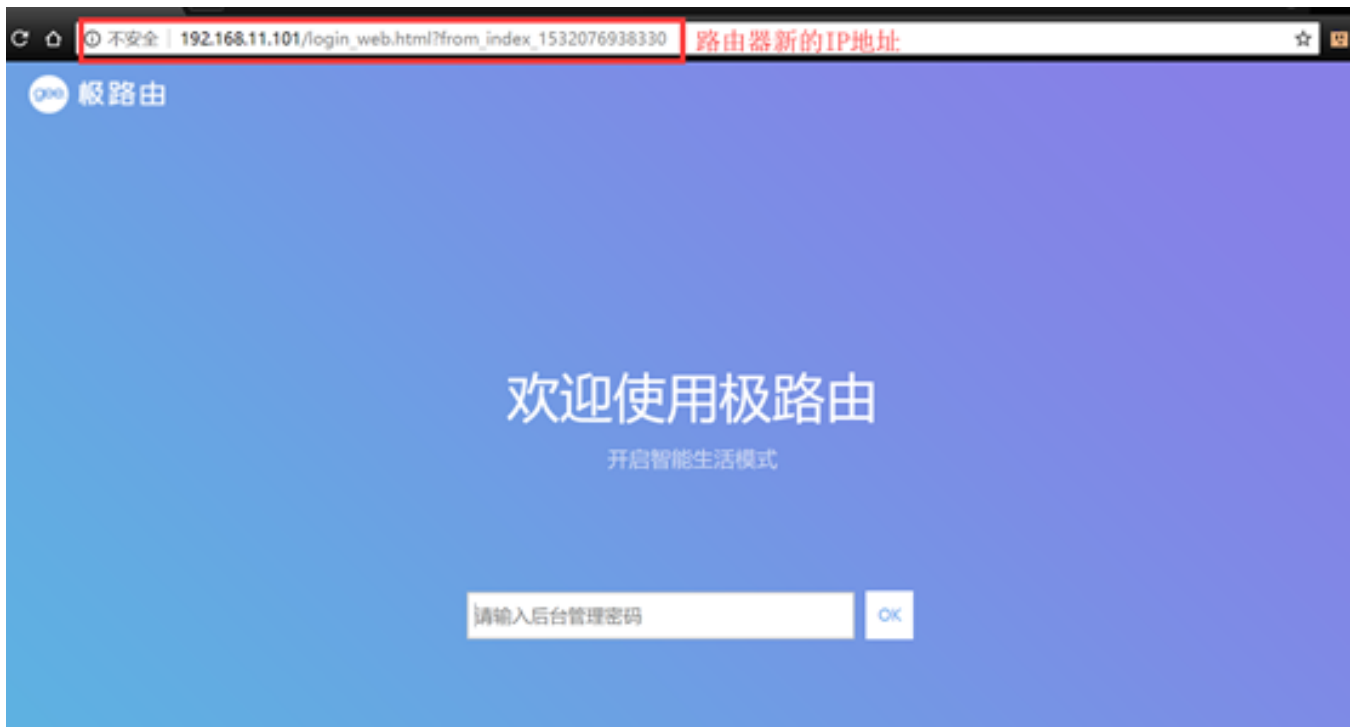 不安全 192.168.11.101/login_web.html?from_index_1532076938330 路由器新的IP地址
gee 极路由
欢迎使用极路由
开启智能生活模式
请输入后台管理密码 OK